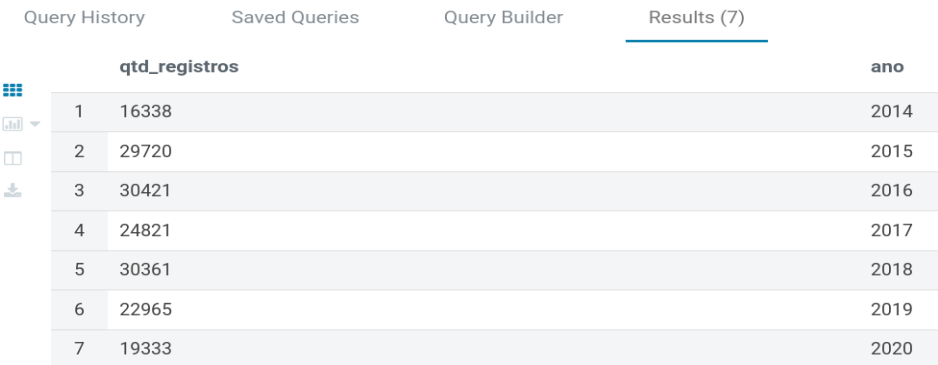 Query History Saved Queries Query Builder Results (7)
qtd_registros ano
1 16338 2014
2 29720 2015
3 30421 2016
4 24821 2017
5 30361 2018
6 22965 2019
7 19333 2020